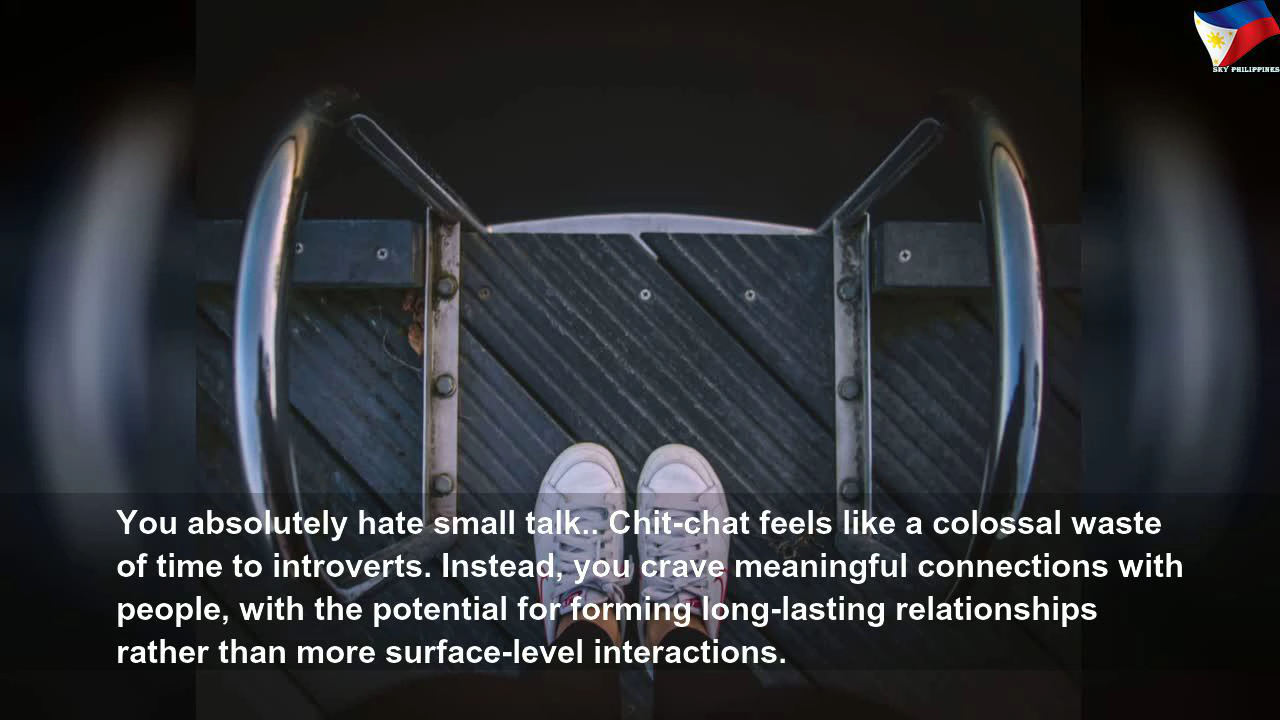 SKY PHILIPPINES
You absolutely hate small talk.. Chit-chat feels like a colossal waste
of time to introverts. Instead, you crave meaningful connections with
people, with the potential for forming long-lasting relationships
rather than more surface-level interactions.